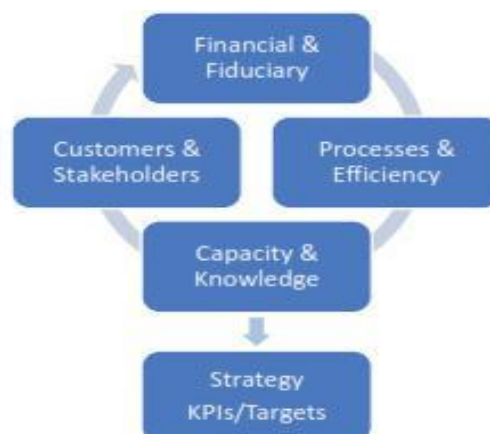 Financial &
Fiduciary
Customers &
Stakeholders
Processes &
Efficiency
Capacity &
Knowledge
Strategy
KPIs/Targets